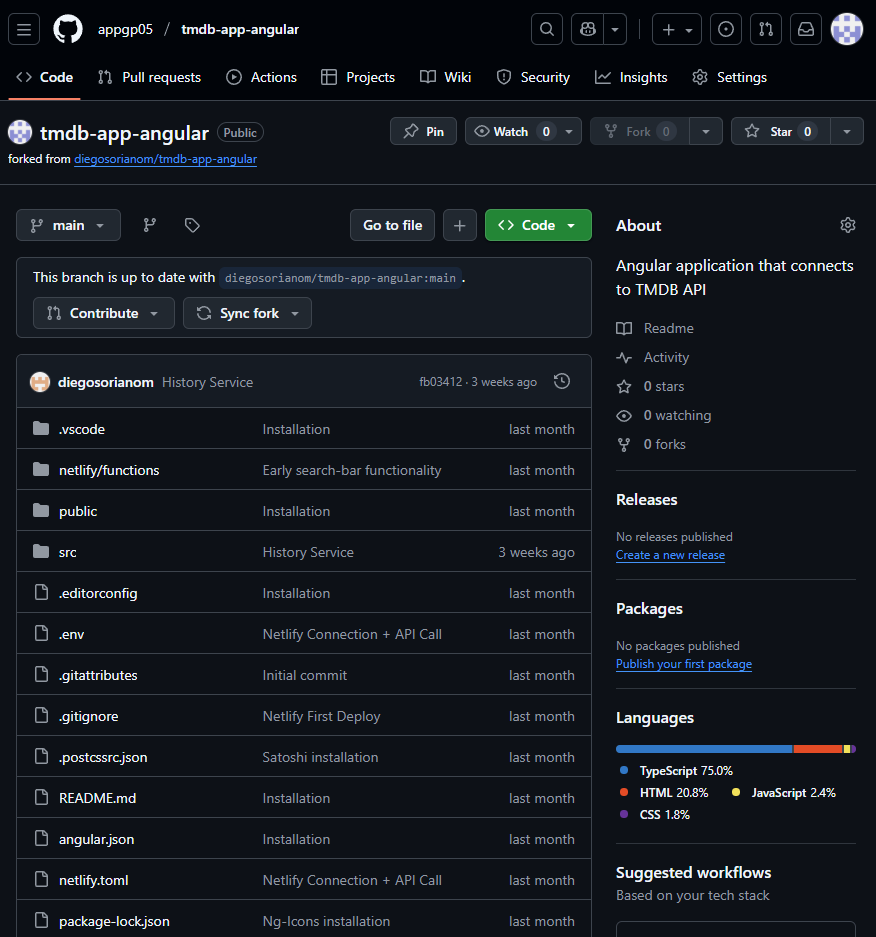 appgp05 / tmdb-app-angular
Code Pull requests Actions Projects Wiki Security Insights Settings
tmdb-app-angular Public
Pin Watch 0 Fork 0 Star 0
forked from diegosorianom/tmdb-app-angular
main Go to file Code
This branch is up to date with diegosorianom/tmdb-app-angular:main .
Contribute Sync fork
diegosorianom History Service fb03412 · 3 weeks ago
.vscode Installation last month
netlify/functions Early search-bar functionality last month
public Installation last month
src History Service 3 weeks ago
.editorconfig Installation last month
.env Netlify Connection + API Call last month
.gitattributes Initial commit last month
.gitignore Netlify First Deploy last month
.postcssrc.json Satoshi installation last month
README.md Installation last month
angular.json Installation last month
netlify.toml Netlify Connection + API Call last month
package-lock.json Ng-Icons installation last month
About
Angular application that connects
to TMDB API
Readme
Activity
0 stars
0 watching
0 forks
Releases
No releases published
Create a new release
Packages
No packages published
Publish your first package
Languages
TypeScript 75.0%
HTML 20.8% JavaScript 2.4%
CSS 1.8%
Suggested workflows
Based on your tech stack